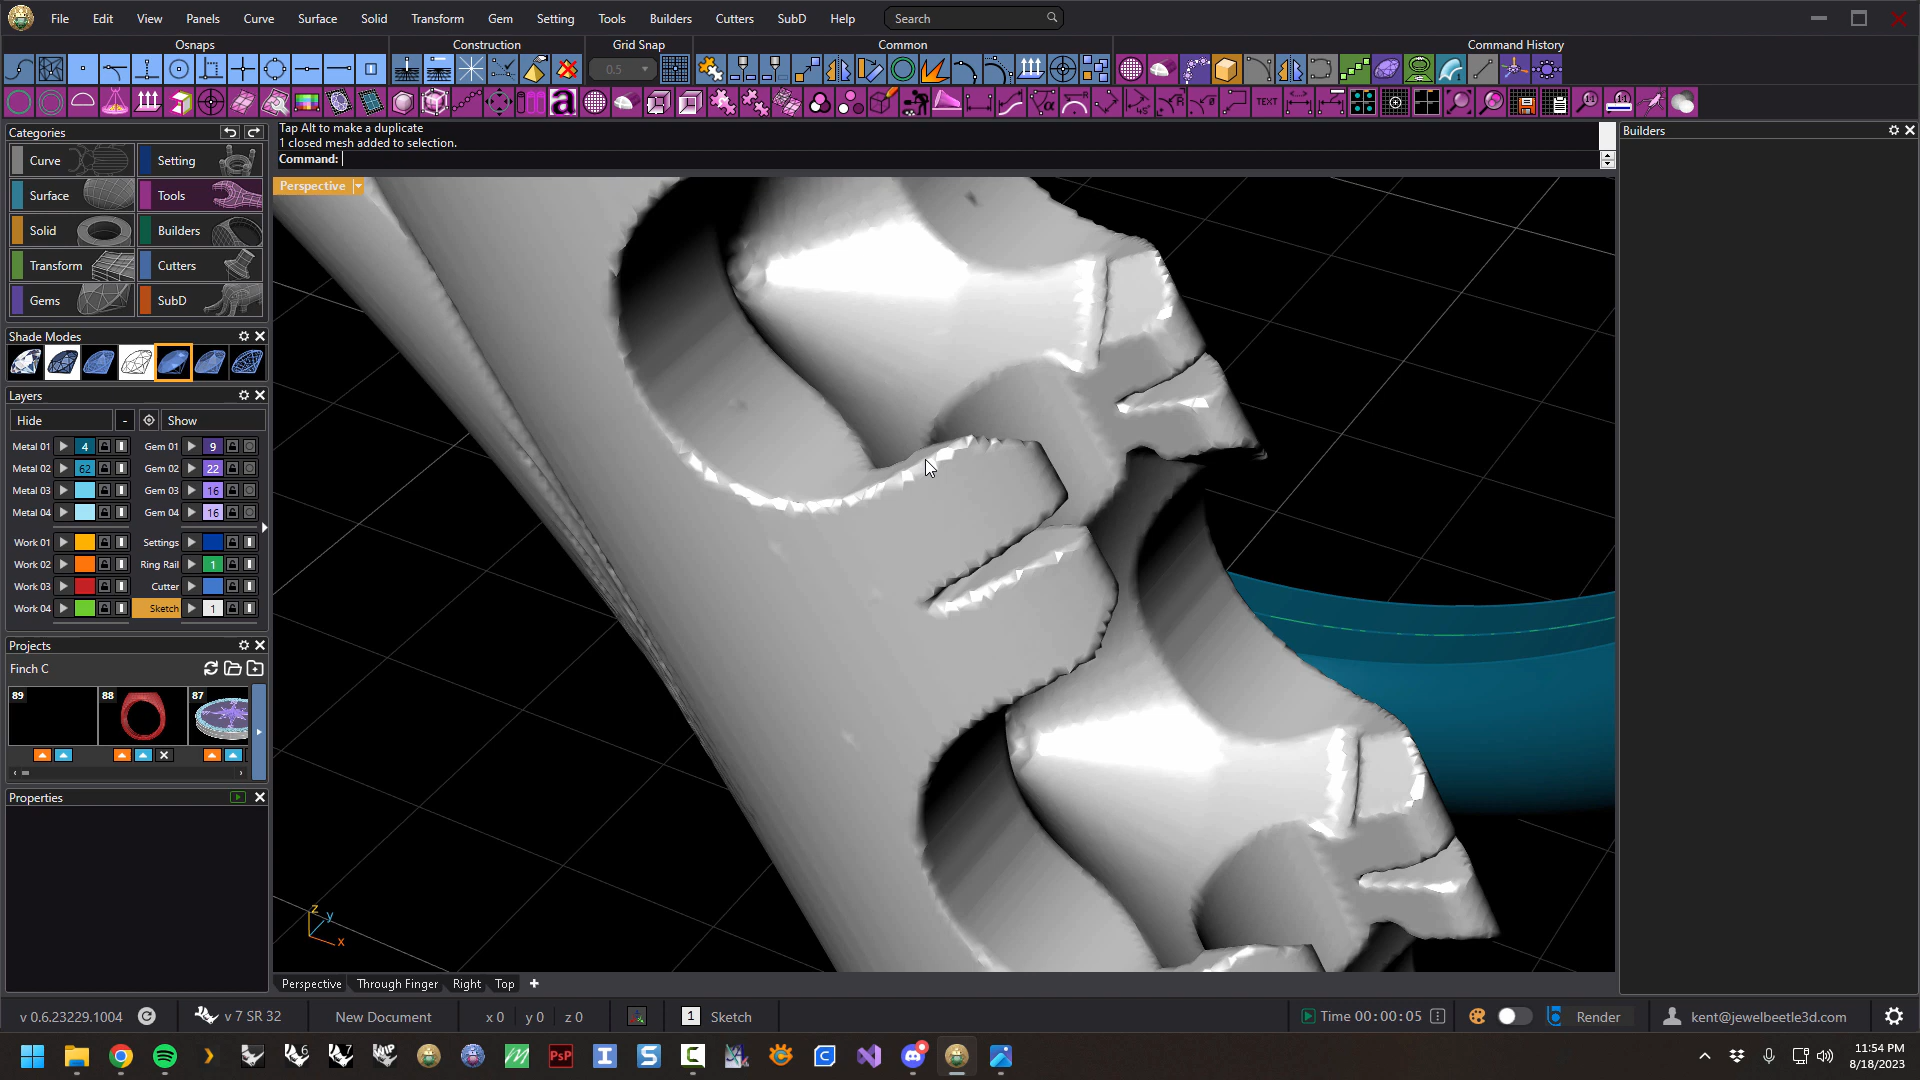 File Edit View Panels Curve Surface Solid Transform Gem Setting Tools Builders Cutters SubD Help Search
Osnaps Construction Grid Snap Common Command History
0.5
a TEXT
Categories
Curve Setting
Surface Tools
Solid Builders
Transform Cutters
Gems SubD
Shade Modes
Layers
Hide - Show
Metal 01 4 Gem 01 9
Metal 02 62 Gem 02 22
Metal 03 Gem 03 16
Metal 04 Gem 04 16
Work 01 Settings
Work 02 Ring Rail 1
Work 03 Cutter
Work 04 Sketch 1
Projects
Finch C
89 88 87
Properties
Tap Alt to make a duplicate
1 closed mesh added to selection.
Command:
Perspective
z y x
Perspective Through Finger Right Top
Builders
v 0.6.23229.1004 v 7 SR 32 New Document x 0 y 0 z 0 1 Sketch Time 00:00:05 Render kent@jewelbeetle3d.com
6 7 WIP PsP I S C
11:54 PM
8/18/2023